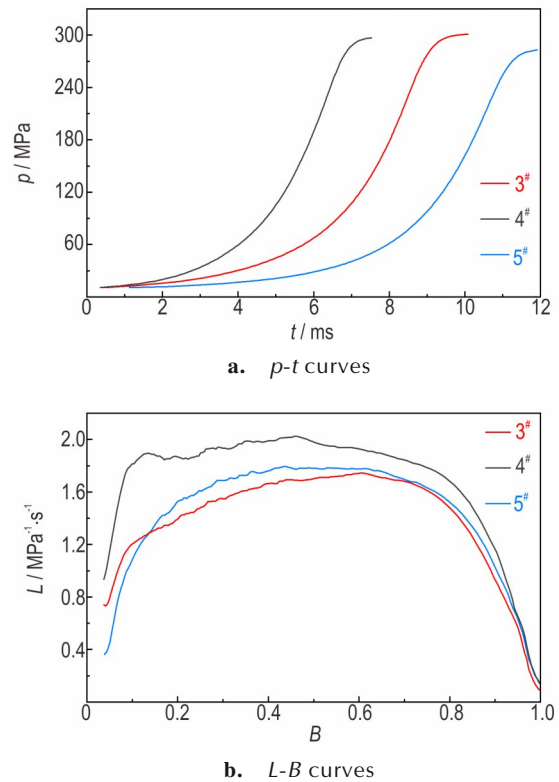 300
240
180
120
60
p / MPa
3#
4#
5#
0 2 4 6 8 10 12
t / ms
a. p-t curves
2.0
1.6
1.2
0.8
0.4
L / MPa⁻¹·s⁻¹
3#
4#
5#
0 0.2 0.4 0.6 0.8 1.0
B
b. L-B curves